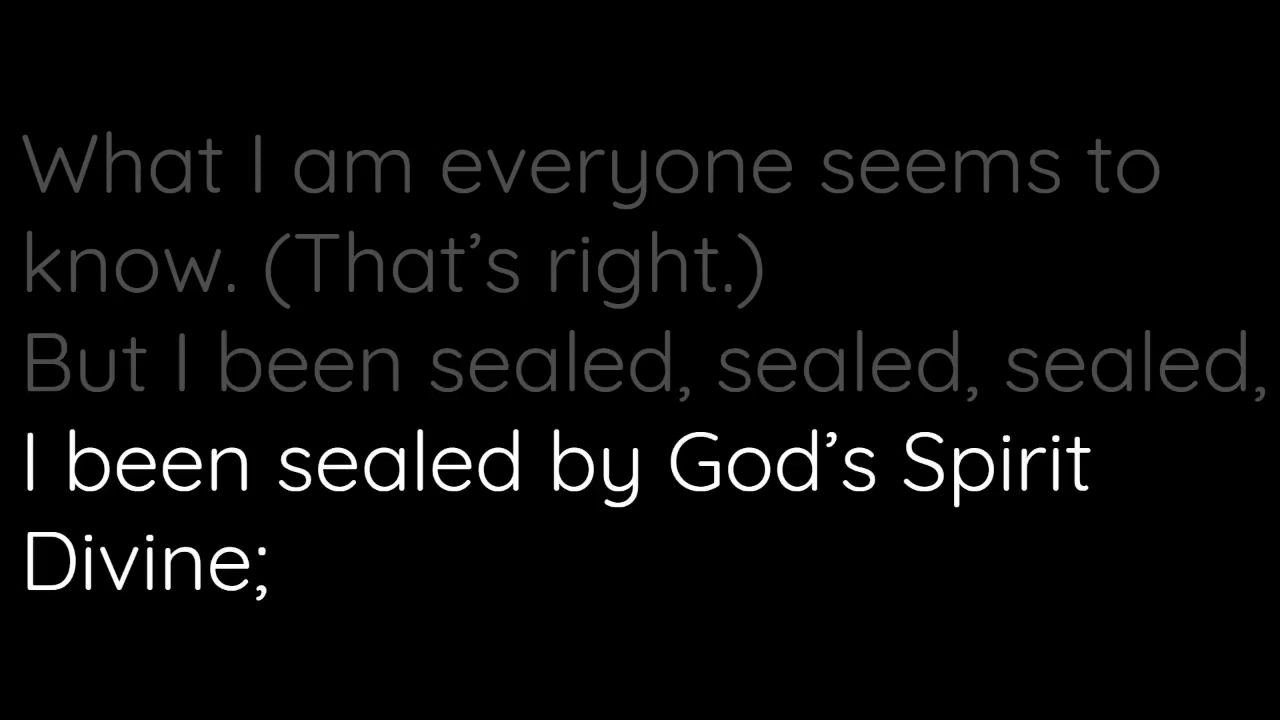 What I am everyone seems to
know. (That’s right.)
But I been sealed, sealed, sealed,
I been sealed by God’s Spirit
Divine;